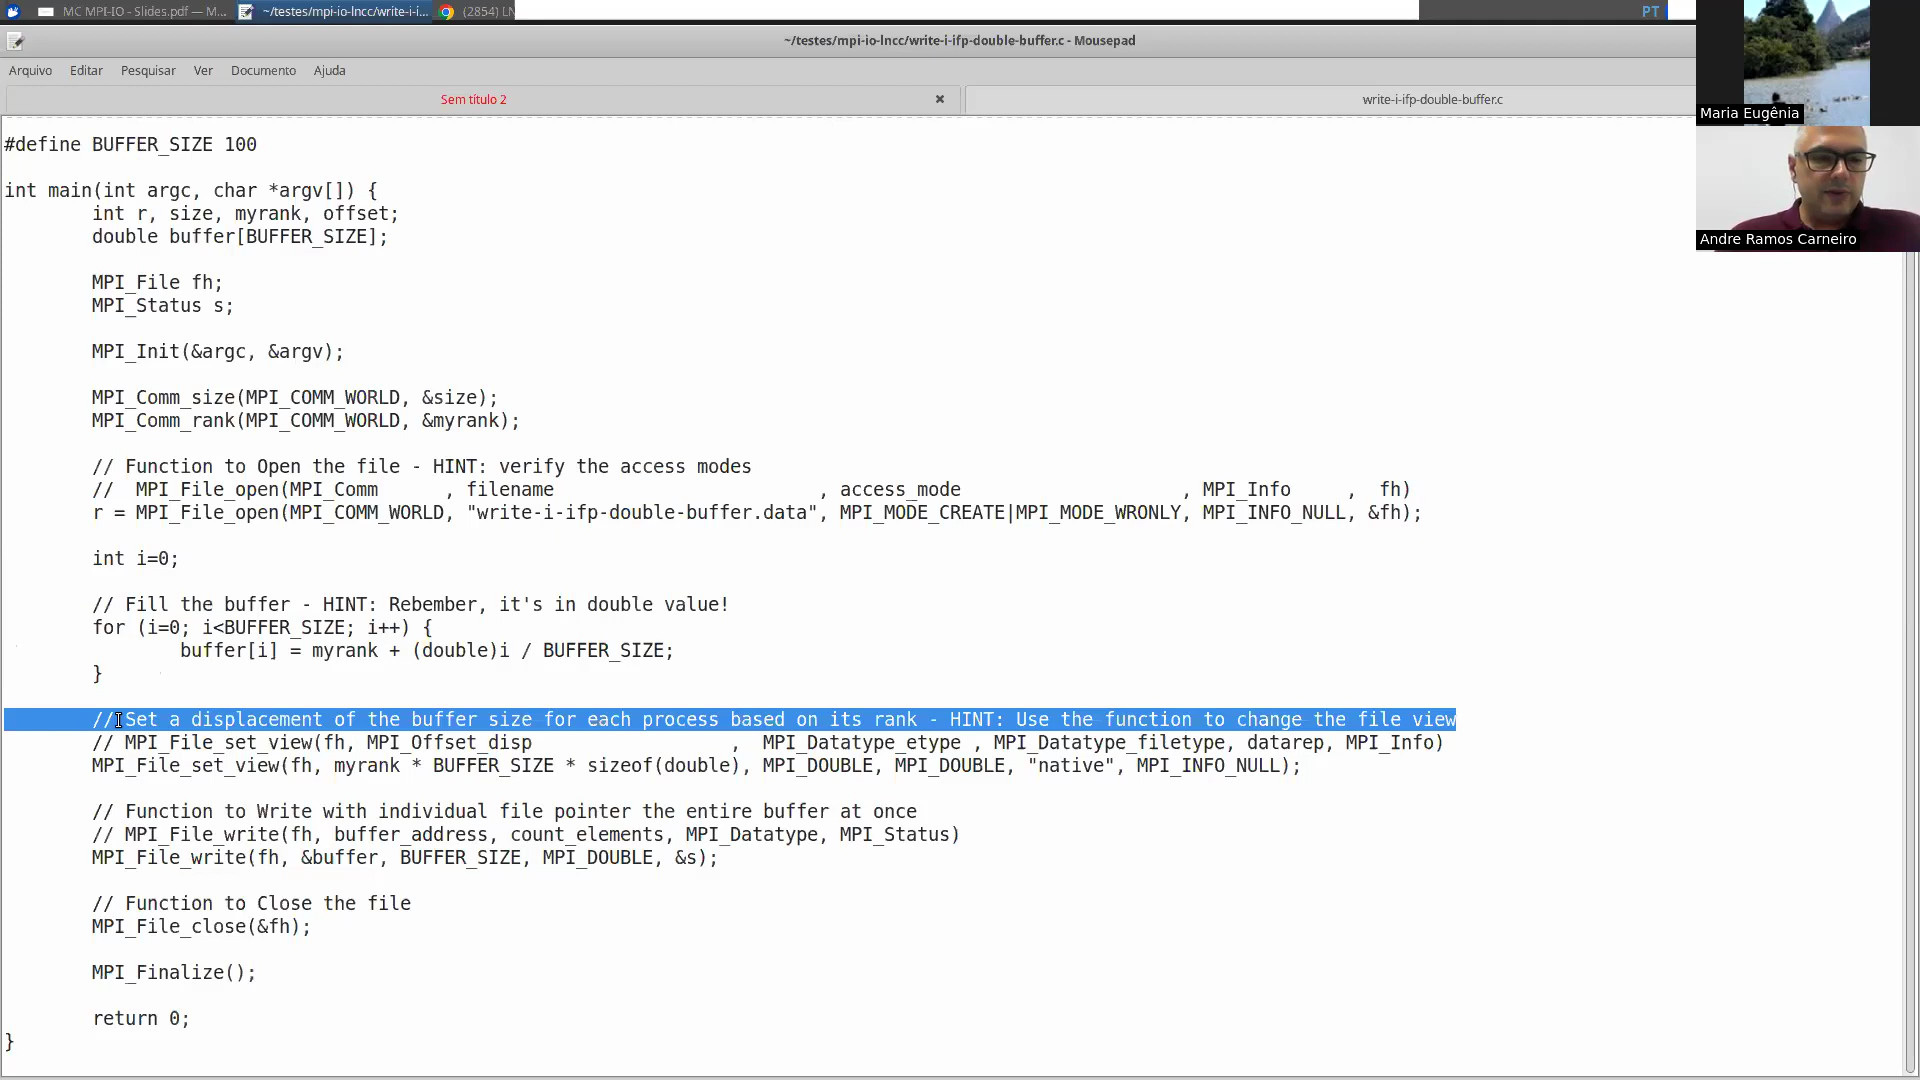 MC MPI-IO - Slides.pdf — M...
~/testes/mpi-io-lncc/write-i-i...
(2854) LN
PT
~/testes/mpi-io-lncc/write-i-ifp-double-buffer.c - Mousepad
Arquivo Editar Pesquisar Ver Documento Ajuda
Sem título 2
write-i-ifp-double-buffer.c
Maria Eugênia
Andre Ramos Carneiro
#define BUFFER_SIZE 100
int main(int argc, char *argv[]) {
int r, size, myrank, offset;
double buffer[BUFFER_SIZE];
MPI_File fh;
MPI_Status s;
MPI_Init(&argc, &argv);
MPI_Comm_size(MPI_COMM_WORLD, &size);
MPI_Comm_rank(MPI_COMM_WORLD, &myrank);
// Function to Open the file - HINT: verify the access modes
//  MPI_File_open(MPI_Comm      , filename                        , access_mode                    , MPI_Info     ,  fh)
r = MPI_File_open(MPI_COMM_WORLD, "write-i-ifp-double-buffer.data", MPI_MODE_CREATE|MPI_MODE_WRONLY, MPI_INFO_NULL, &fh);
int i=0;
// Fill the buffer - HINT: Rebember, it's in double value!
for (i=0; i<BUFFER_SIZE; i++) {
buffer[i] = myrank + (double)i / BUFFER_SIZE;
}
// Set a displacement of the buffer size for each process based on its rank - HINT: Use the function to change the file view
// MPI_File_set_view(fh, MPI_Offset_disp                  ,  MPI_Datatype_etype , MPI_Datatype_filetype, datarep, MPI_Info)
MPI_File_set_view(fh, myrank * BUFFER_SIZE * sizeof(double), MPI_DOUBLE, MPI_DOUBLE, "native", MPI_INFO_NULL);
// Function to Write with individual file pointer the entire buffer at once
// MPI_File_write(fh, buffer_address, count_elements, MPI_Datatype, MPI_Status)
MPI_File_write(fh, &buffer, BUFFER_SIZE, MPI_DOUBLE, &s);
// Function to Close the file
MPI_File_close(&fh);
MPI_Finalize();
return 0;
}